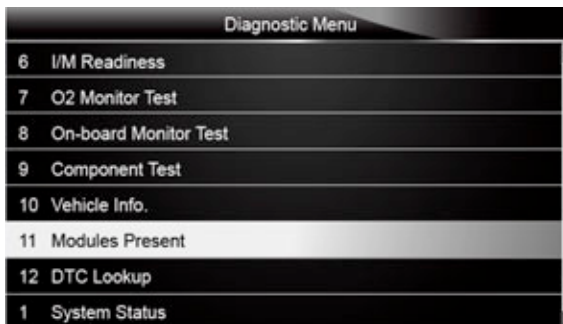 Diagnostic Menu
6 I/M Readiness
7 O2 Monitor Test
8 On-board Monitor Test
9 Component Test
10 Vehicle Info.
11 Modules Present
12 DTC Lookup
1 System Status